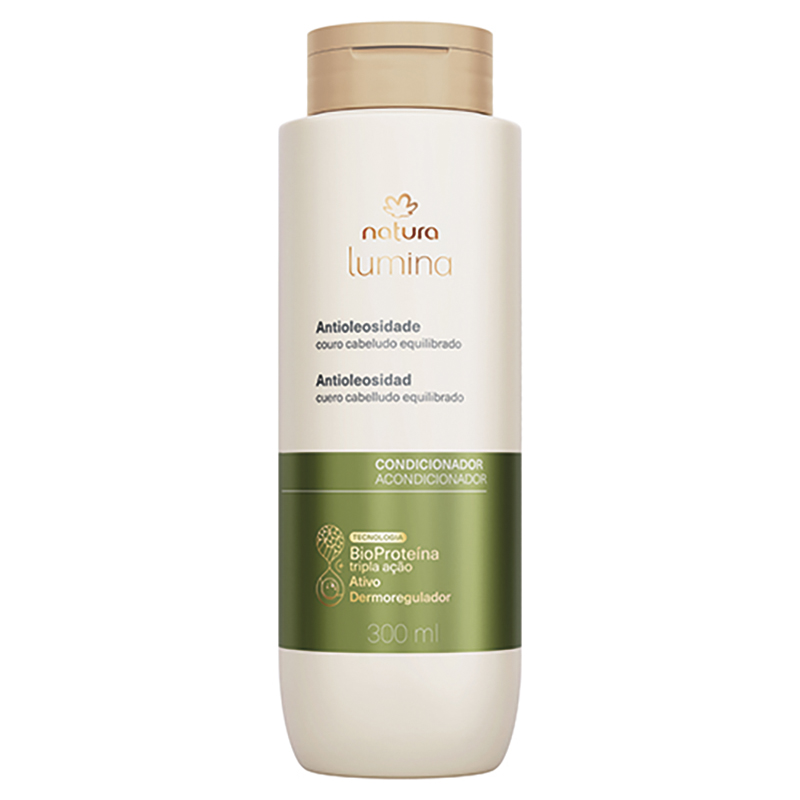 natura
lumina
Antioleosidade
couro cabeludo equilibrado
Antioleosidad
cuero cabelludo equilibrado
CONDICIONADOR
ACONDICIONADOR
TECNOLOGIA
BioProteína
tripla ação
Ativo
Dermoregulador
300 ml